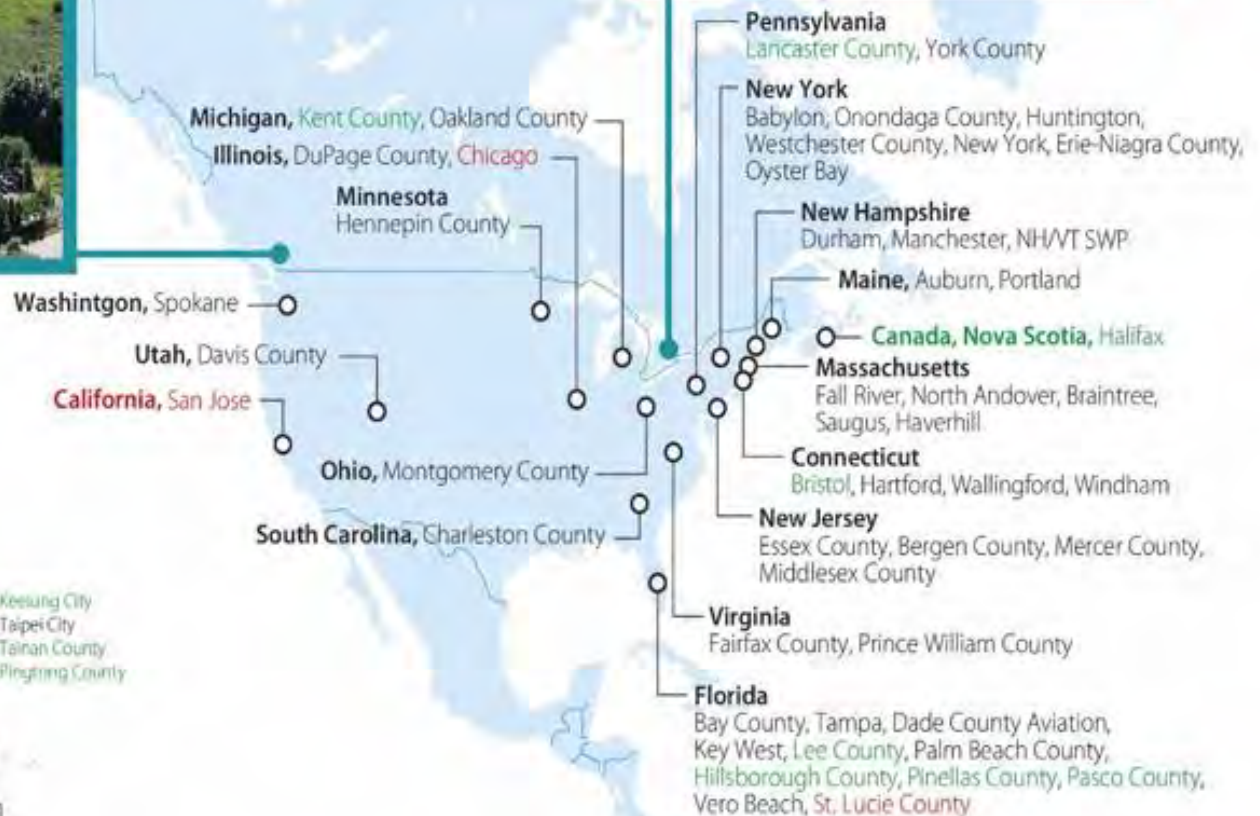 Pennsylvania
Lancaster County, York County
New York
Babylon, Onondaga County, Huntington,
Westchester County, New York, Erie-Niagra County,
Oyster Bay
Michigan, Kent County, Oakland County
Illinois, DuPage County, Chicago
Minnesota
Hennepin County
New Hampshire
Durham, Manchester, NH/VT SWP
Maine, Auburn, Portland
Washintgon, Spokane
Canada, Nova Scotia, Halifax
Utah, Davis County
Massachusetts
Fall River, North Andover, Braintree,
Saugus, Haverhill
California, San Jose
Connecticut
Bristol, Hartford, Wallingford, Windham
Ohio, Montgomery County
New Jersey
Essex County, Bergen County, Mercer County,
Middlesex County
South Carolina, Charleston County
Virginia
Fairfax County, Prince William County
Keelung City
Taipei City
Tainan County
Pingtung County
Florida
Bay County, Tampa, Dade County Aviation,
Key West, Lee County, Palm Beach County,
Hillsborough County, Pinellas County, Pasco County,
Vero Beach, St. Lucie County